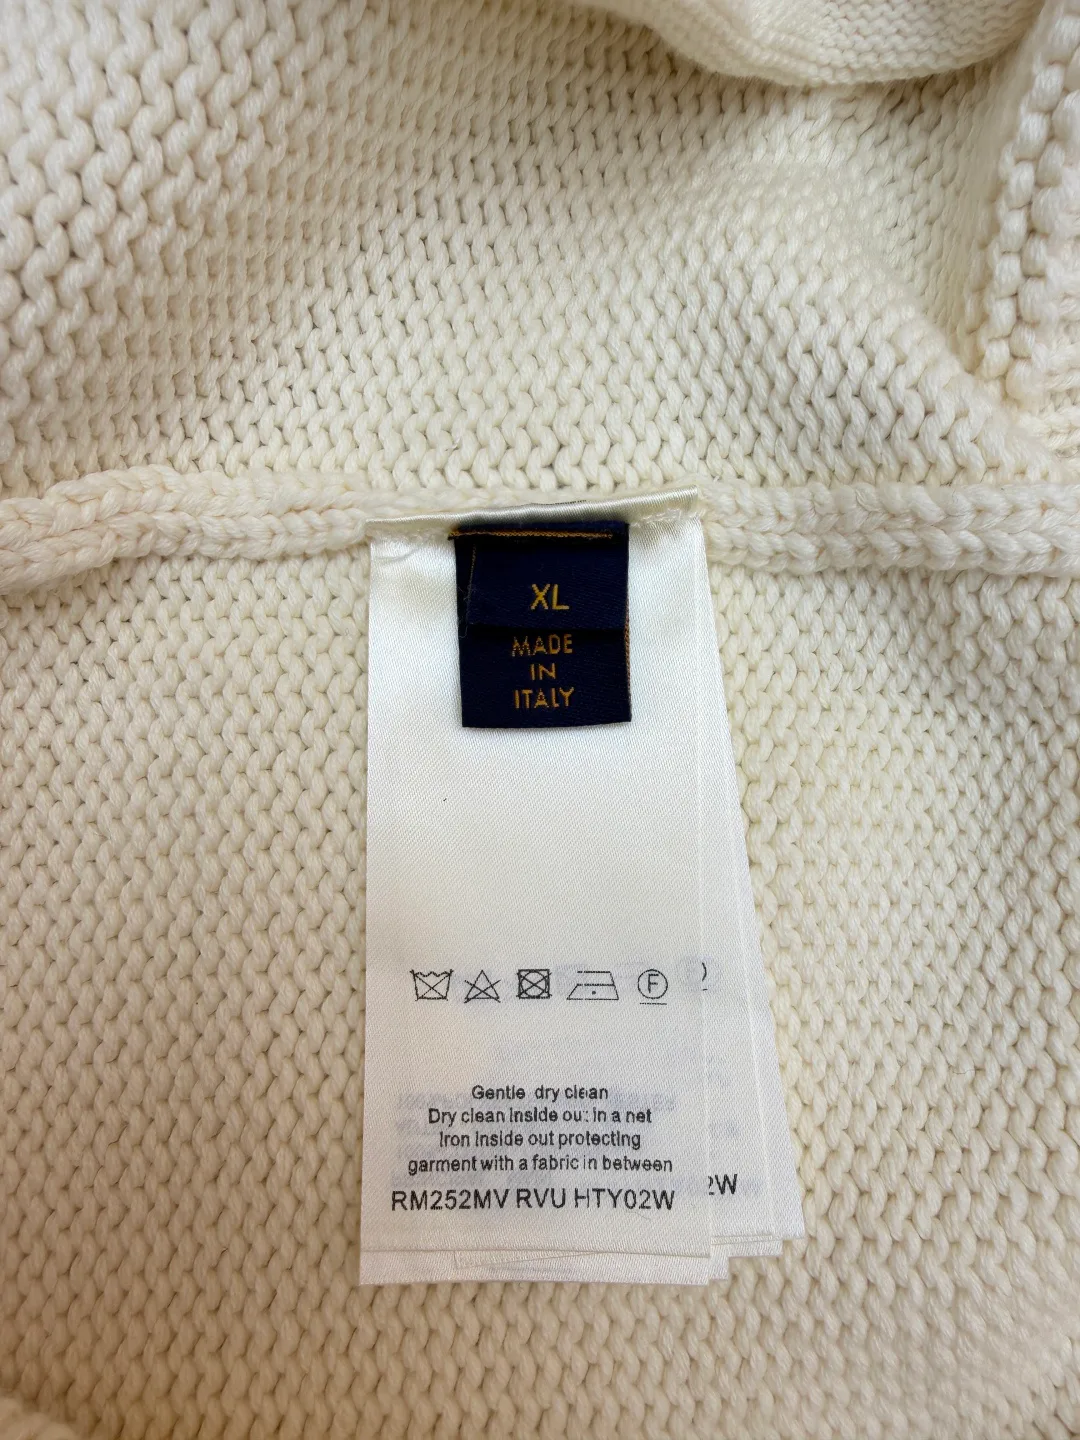 XL
MADE
IN
ITALY
F
Gentle dry clean
Dry clean inside out in a net
Iron inside out protecting
garment with a fabric in between
RM252MV RVU HTY02W
2W